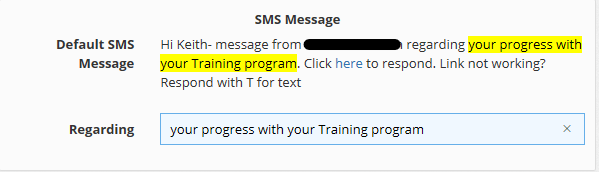 SMS Message
Default SMS Hi Keith- message from regarding your progress with
Message your Training program. Click here to respond. Link not working?
Respond with T for text
Regarding your progress with your Training program ×